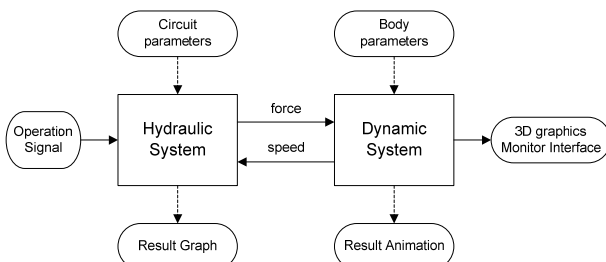 Circuit
parameters
Body
parameters
Operation
Signal
Hydraulic
System
force
speed
Dynamic
System
3D graphics
Monitor Interface
Result Graph
Result Animation